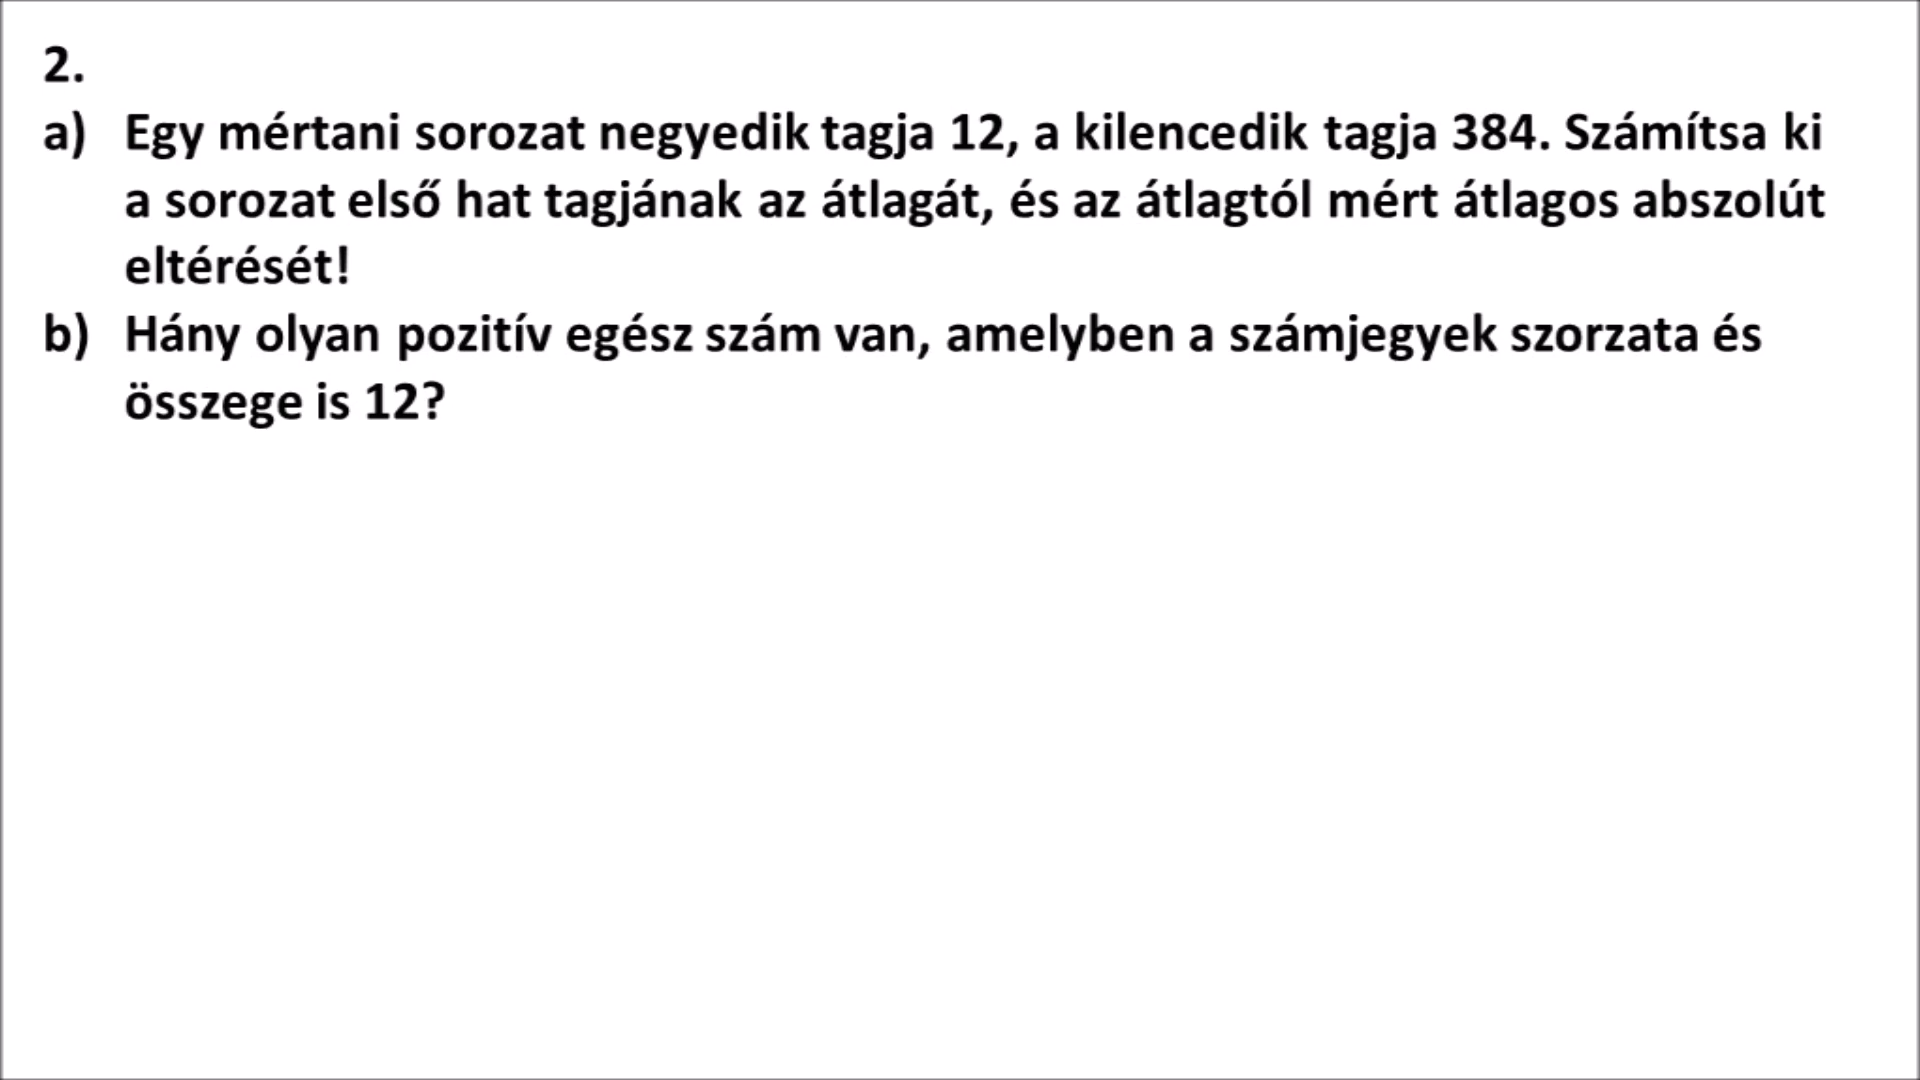 2.
a) Egy mértani sorozat negyedik tagja 12, a kilencedik tagja 384. Számítsa ki
a sorozat első hat tagjának az átlagát, és az átlagtól mért átlagos abszolút
eltérését!
b) Hány olyan pozitív egész szám van, amelyben a számjegyek szorzata és
összege is 12?